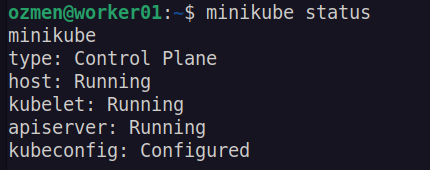 ozmen@worker01:~$ minikube status
minikube
type: Control Plane
host: Running
kubelet: Running
apiserver: Running
kubeconfig: Configured